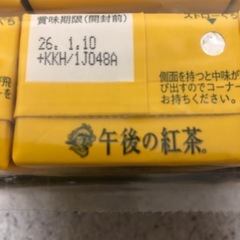 賞味期限(開封前)
26. 1.10
+KKH/1J048A
側面を持つと中味が
び出すのでコーナー
お持ちください。
午後の紅茶®